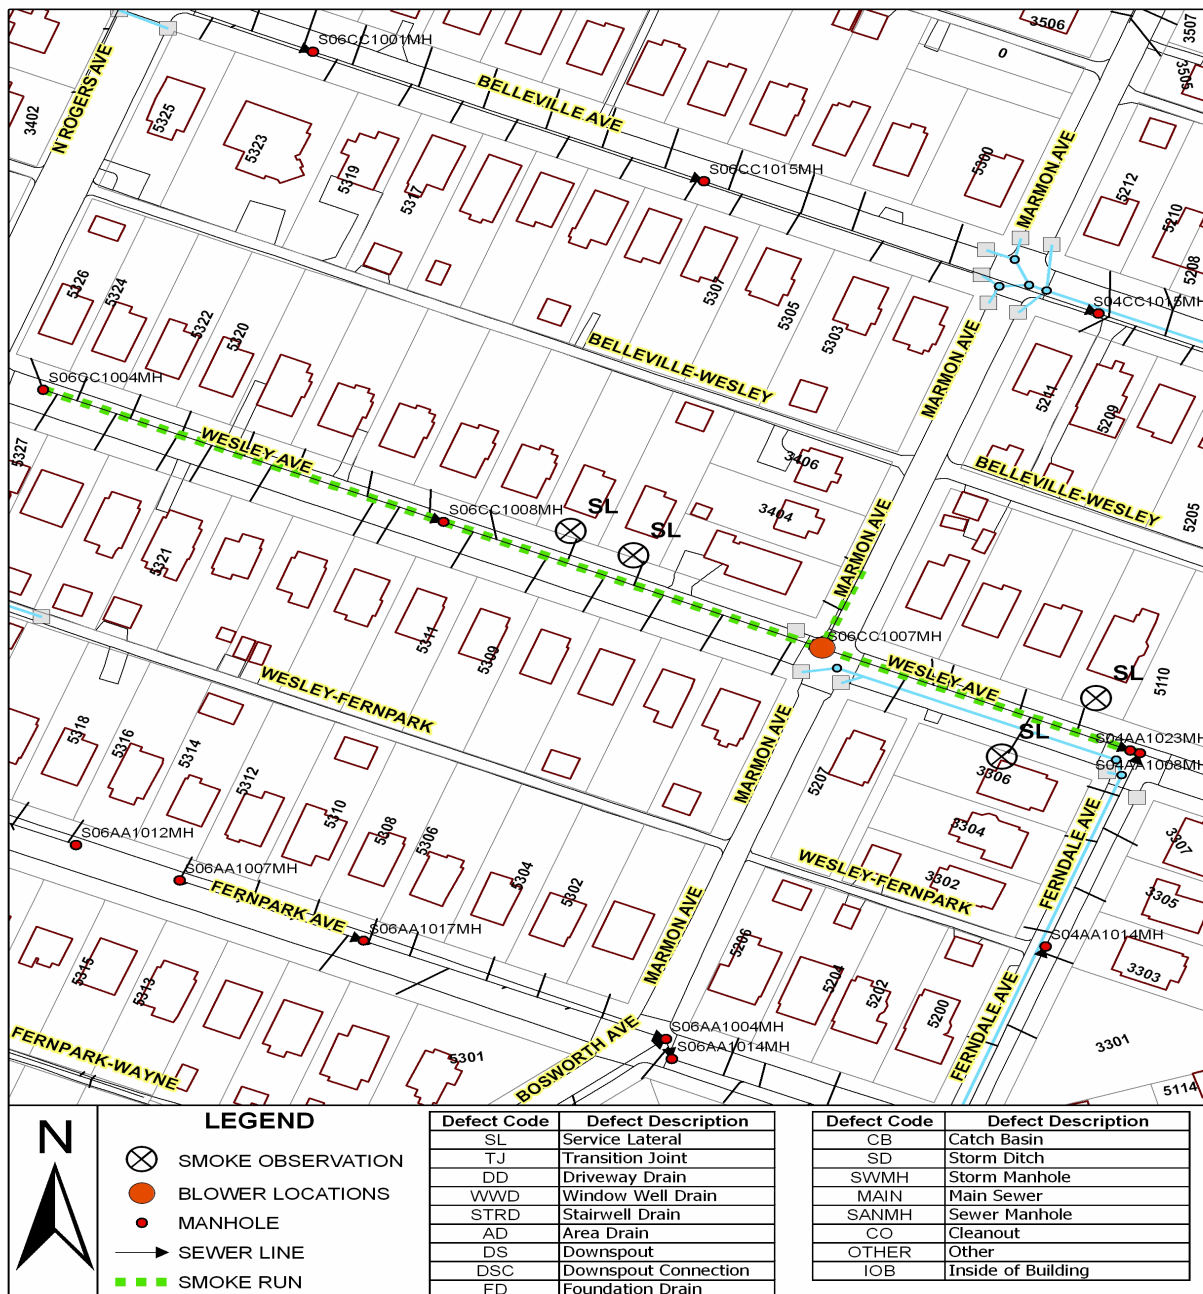 S06CC1001MH
3506
3507
3505
0
N ROGERS AVE
3402
5325
5323
5319
5317
BELLEVILLE AVE
S06CC1015MH
5300
MARMON AVE
5212
5210
5208
S04CC1015MH
5326
5324
5322
5320
5307
5305
5303
MARMON AVE
BELLEVILLE-WESLEY
5211
5209
S06CC1004MH
5327
WESLEY AVE
3406
BELLEVILLE-WESLEY
5205
S06CC1008MH
SL
SL
3404
MARMON AVE
5321
5311
5309
S06CC1007MH
WESLEY AVE
SL
5110
SL
S04AA1023MH
S04AA1008MH
WESLEY-FERNPARK
MARMON AVE
5318
5316
5314
5312
5310
5308
5306
5304
5302
5207
3306
3304
3302
FERNDALE AVE
3307
3305
3303
S06AA1012MH
S06AA1007MH
FERNPARK AVE
S06AA1017MH
WESLEY-FERNPARK
MARMON AVE
5206
5204
5202
5200
S04AA1014MH
FERNDALE AVE
3301
5114
5315
5313
5301
FERNPARK-WAYNE
BOSWORTH AVE
S06AA1004MH
S06AA1014MH
N
LEGEND
SMOKE OBSERVATION
BLOWER LOCATIONS
MANHOLE
SEWER LINE
SMOKE RUN
Defect Code Defect Description
SL Service Lateral
TJ Transition Joint
DD Driveway Drain
WWD Window Well Drain
STRD Stairwell Drain
AD Area Drain
DS Downspout
DSC Downspout Connection
FD Foundation Drain
Defect Code Defect Description
CB Catch Basin
SD Storm Ditch
SWMH Storm Manhole
MAIN Main Sewer
SANMH Sewer Manhole
CO Cleanout
OTHER Other
IOB Inside of Building